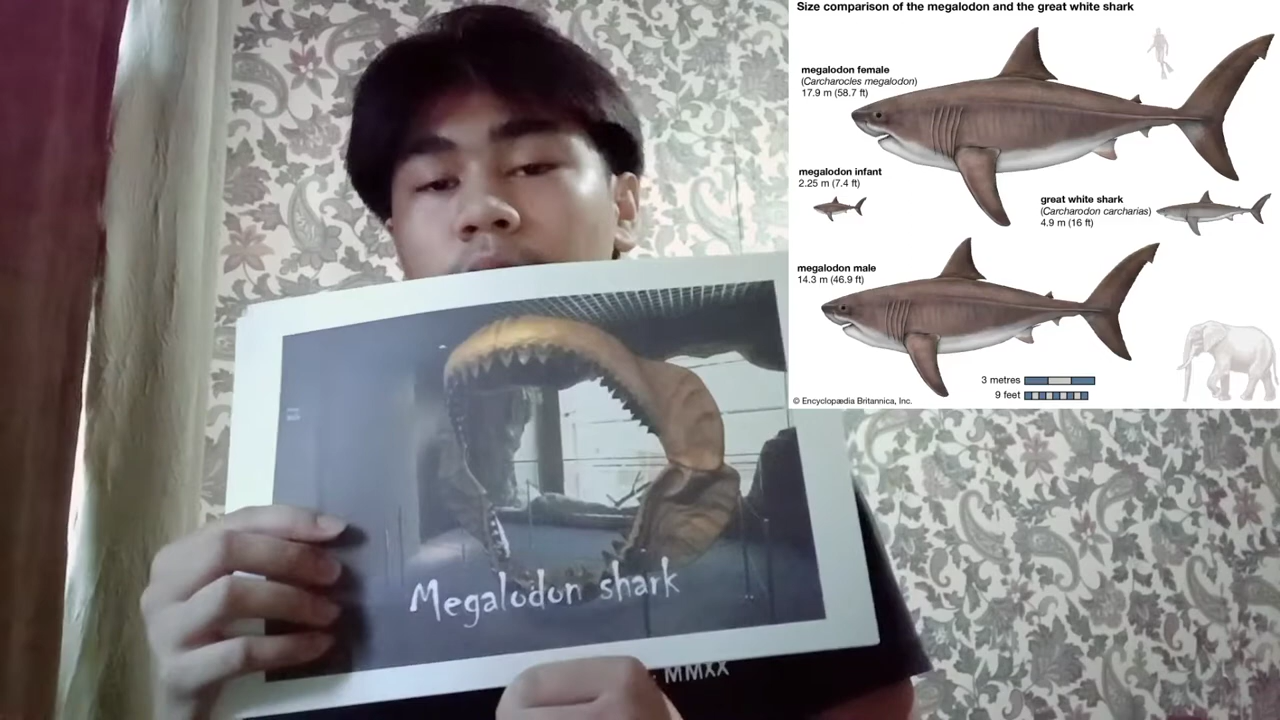 Size comparison of the megalodon and the great white shark
megalodon female
(Carcharocles megalodon)
17.9 m (58.7 ft)
megalodon infant
2.25 m (7.4 ft)
great white shark
(Carcharodon carcharias)
4.9 m (16 ft)
megalodon male
14.3 m (46.9 ft)
3 metres
9 feet
© Encyclopædia Britannica, Inc.
Megalodon shark
MMXX